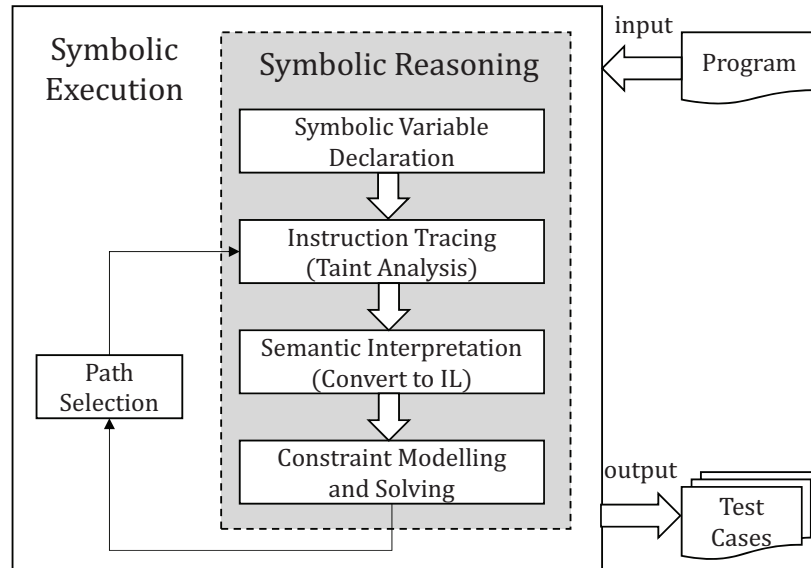 Symbolic
Execution
Symbolic Reasoning
Symbolic Variable
Declaration
Instruction Tracing
(Taint Analysis)
Semantic Interpretation
(Convert to IL)
Constraint Modelling
and Solving
Path
Selection
input
Program
output
Test
Cases